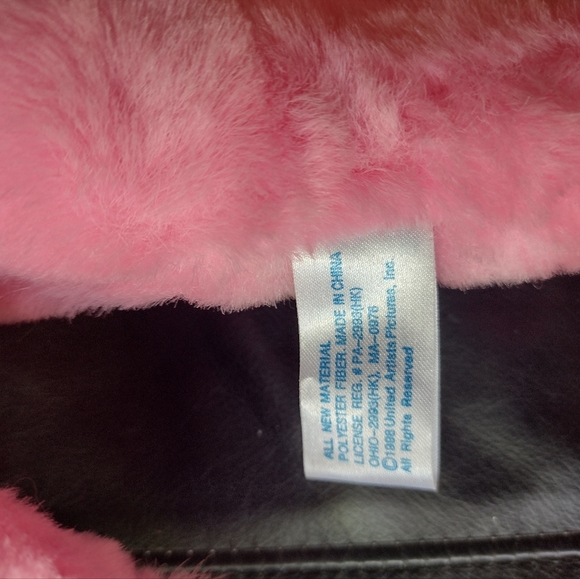 ALL NEW MATERIAL
POLYESTER FIBER. MADE IN CHINA
LICENSE REG. # PA-2993(HK)
OHIO-2993(HK), MA-0976
©1988 United Artists Pictures, Inc.
All Rights Reserved